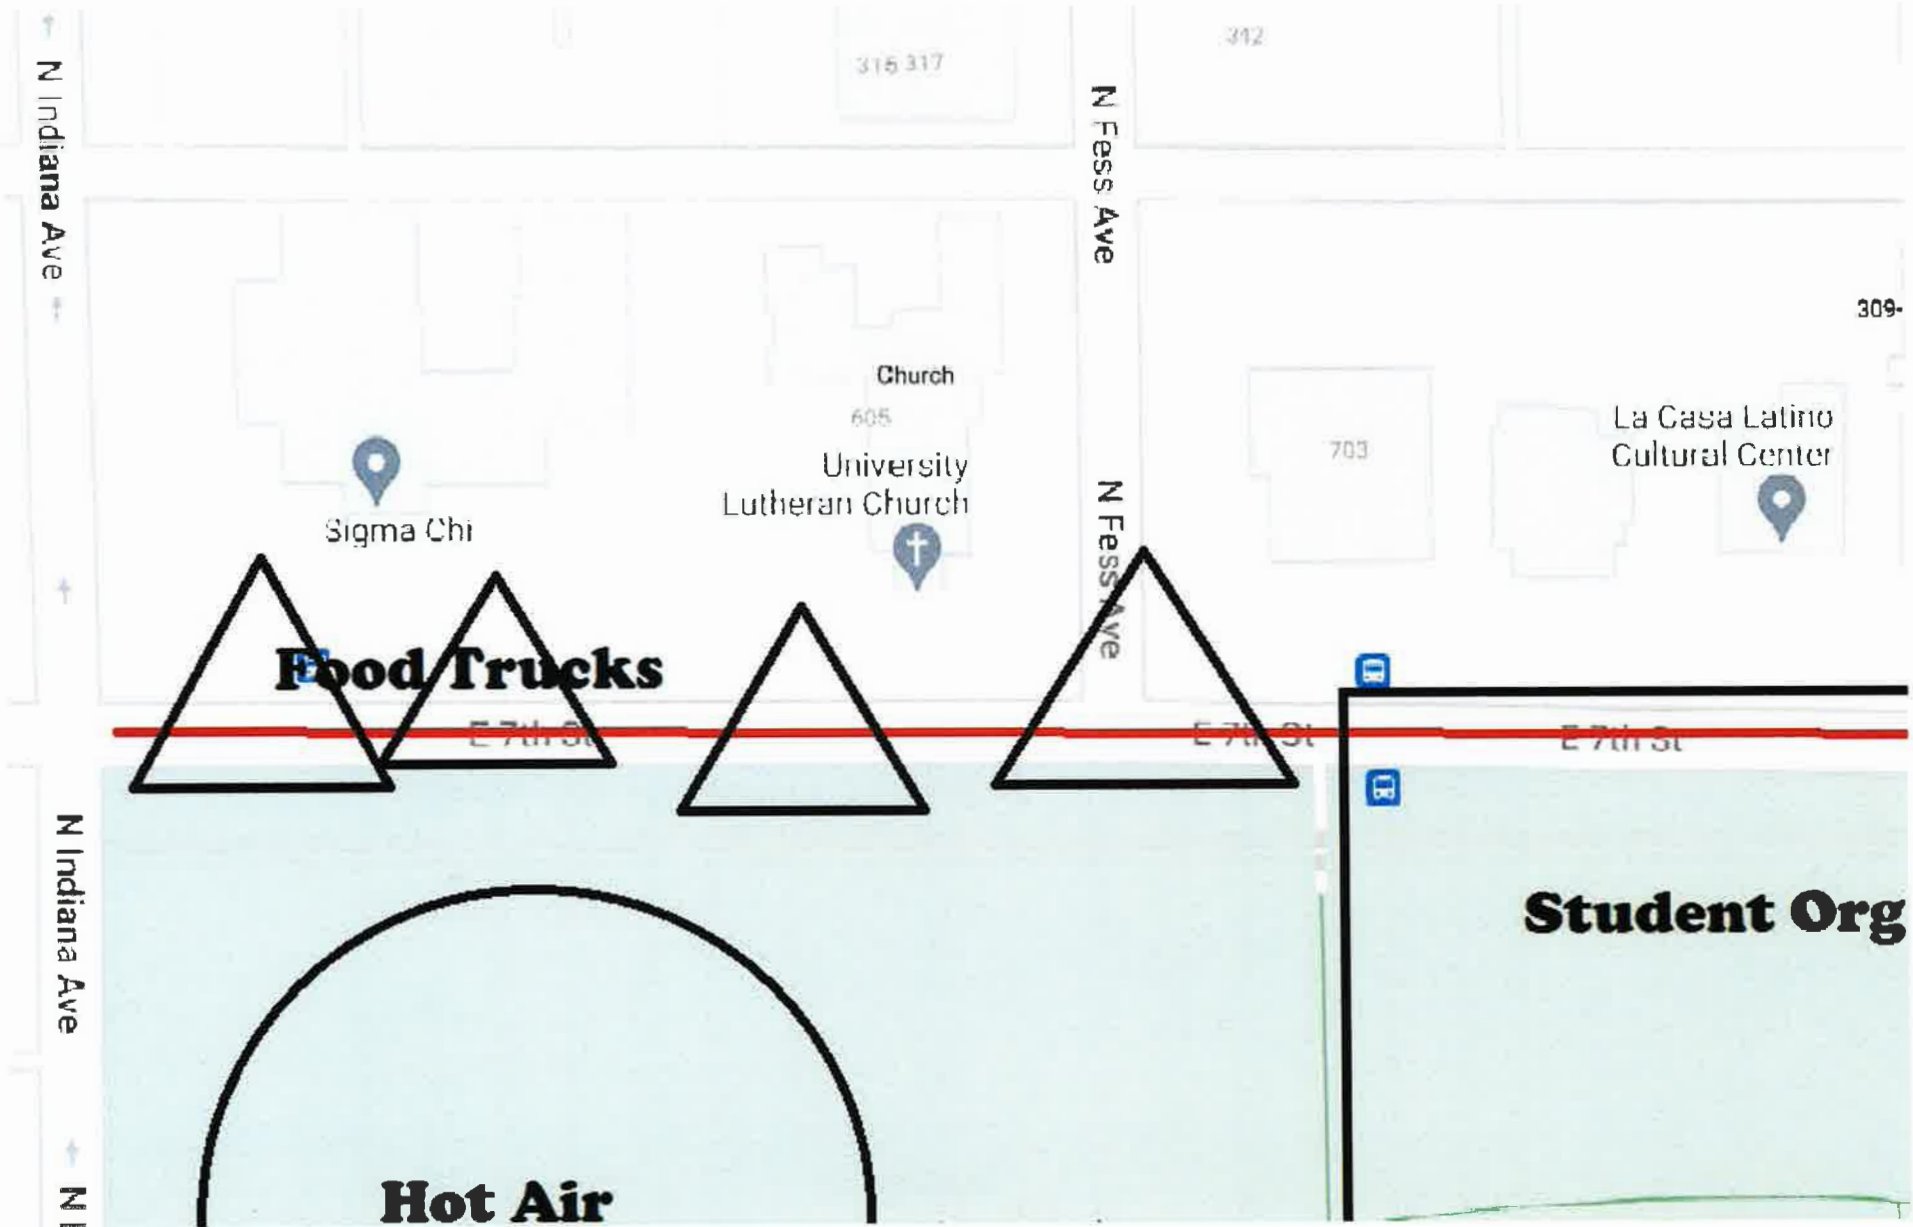 342
315 317
N Indiana Ave
N Fess Ave
309-
Church
605
La Casa Latino
Cultural Center
703
University
Lutheran Church
N Fess Ave
Sigma Chi
Food Trucks
E 7th St
E 7th St
E 7th St
N Indiana Ave
Student Org
Hot Air
N